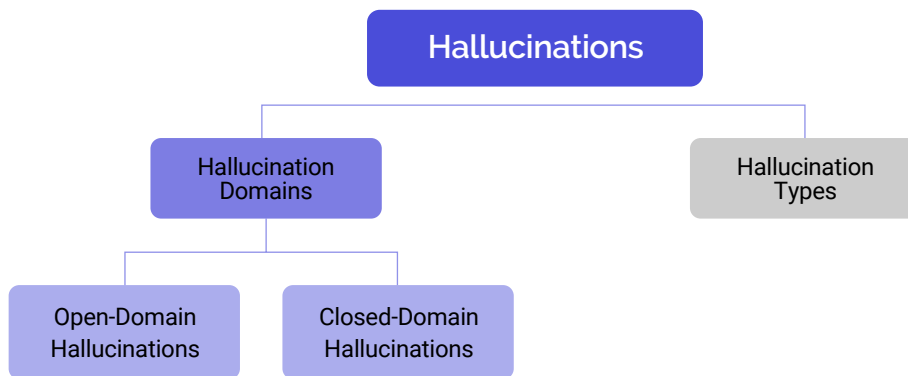 Hallucinations
Hallucination
Domains
Hallucination
Types
Open-Domain
Hallucinations
Closed-Domain
Hallucinations